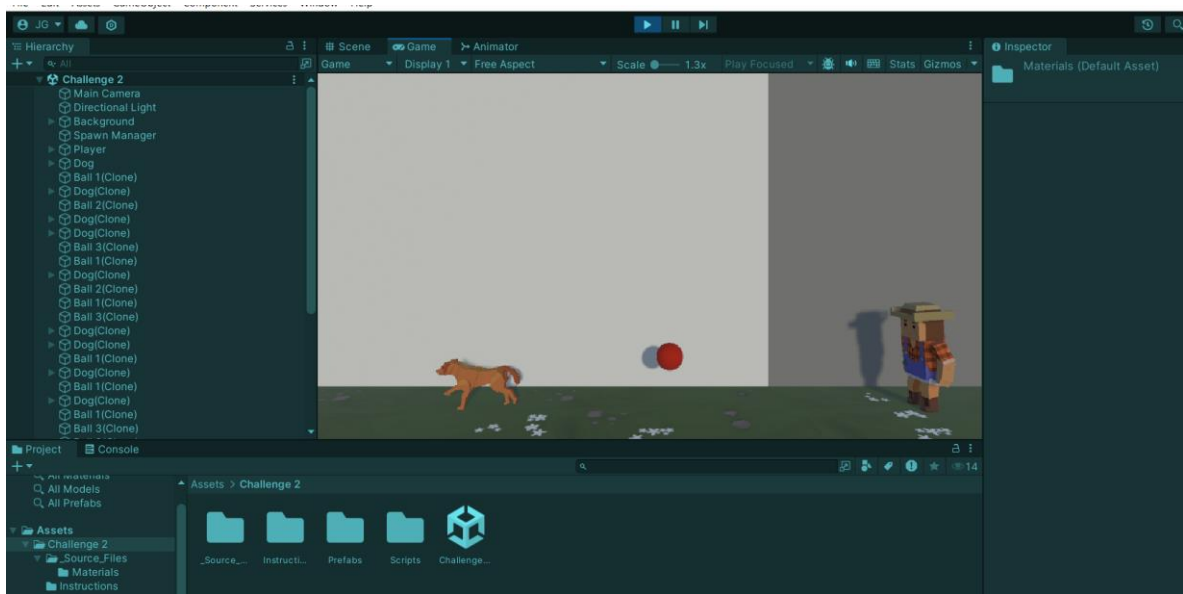 JG
Hierarchy
All
Challenge 2
Main Camera
Directional Light
Background
Spawn Manager
Player
Dog
Ball 1(Clone)
Dog(Clone)
Ball 2(Clone)
Dog(Clone)
Dog(Clone)
Ball 3(Clone)
Ball 1(Clone)
Dog(Clone)
Ball 2(Clone)
Ball 1(Clone)
Ball 3(Clone)
Dog(Clone)
Dog(Clone)
Ball 1(Clone)
Dog(Clone)
Ball 1(Clone)
Dog(Clone)
Ball 1(Clone)
Ball 3(Clone)
Scene Game Animator
Game Display 1 Free Aspect Scale 1.3x Play Focused Stats Gizmos
Inspector
Materials (Default Asset)
Project Console
14
All Materials
All Models
All Prefabs
Assets
Challenge 2
_Source_Files
Materials
Instructions
Assets > Challenge 2
_Source_... Instructi... Prefabs Scripts Challenge...